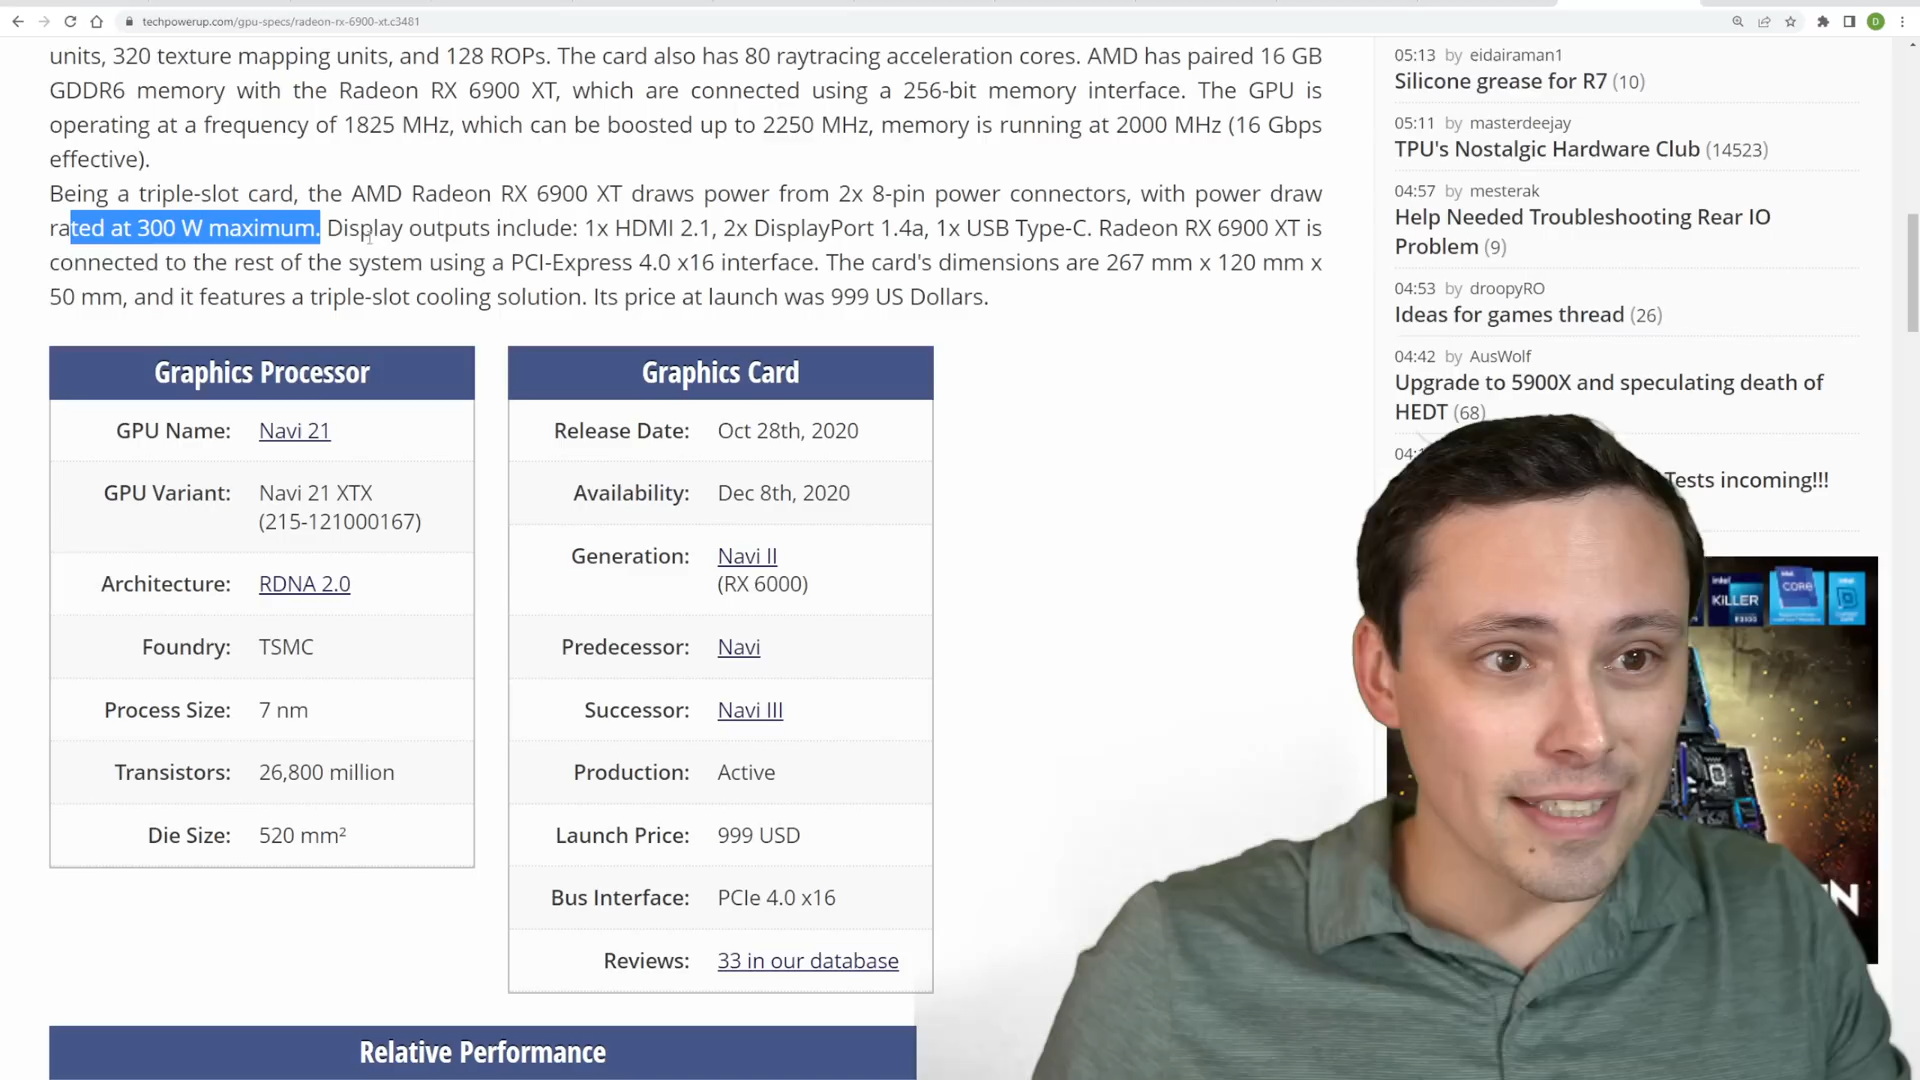 techpowerup.com/gpu-specs/radeon-rx-6900-xt.c3481
D
units, 320 texture mapping units, and 128 ROPs. The card also has 80 raytracing acceleration cores. AMD has paired 16 GB
GDDR6 memory with the Radeon RX 6900 XT, which are connected using a 256-bit memory interface. The GPU is
operating at a frequency of 1825 MHz, which can be boosted up to 2250 MHz, memory is running at 2000 MHz (16 Gbps
effective).
Being a triple-slot card, the AMD Radeon RX 6900 XT draws power from 2x 8-pin power connectors, with power draw
rated at 300 W maximum. Display outputs include: 1x HDMI 2.1, 2x DisplayPort 1.4a, 1x USB Type-C. Radeon RX 6900 XT is
connected to the rest of the system using a PCI-Express 4.0 x16 interface. The card's dimensions are 267 mm x 120 mm x
50 mm, and it features a triple-slot cooling solution. Its price at launch was 999 US Dollars.
Graphics Processor
GPU Name: Navi 21
GPU Variant: Navi 21 XTX
(215-121000167)
Architecture: RDNA 2.0
Foundry: TSMC
Process Size: 7 nm
Transistors: 26,800 million
Die Size: 520 mm²
Graphics Card
Release Date: Oct 28th, 2020
Availability: Dec 8th, 2020
Generation: Navi II
(RX 6000)
Predecessor: Navi
Successor: Navi III
Production: Active
Launch Price: 999 USD
Bus Interface: PCIe 4.0 x16
Reviews: 33 in our database
Relative Performance
05:13 by eidairaman1
Silicone grease for R7 (10)
05:11 by masterdeejay
TPU's Nostalgic Hardware Club (14523)
04:57 by mesterak
Help Needed Troubleshooting Rear IO
Problem (9)
04:53 by droopyRO
Ideas for games thread (26)
04:42 by AusWolf
Upgrade to 5900X and speculating death of
HEDT (68)
Tests incoming!!!
intel
KiLLER
E3100
intel
CORE